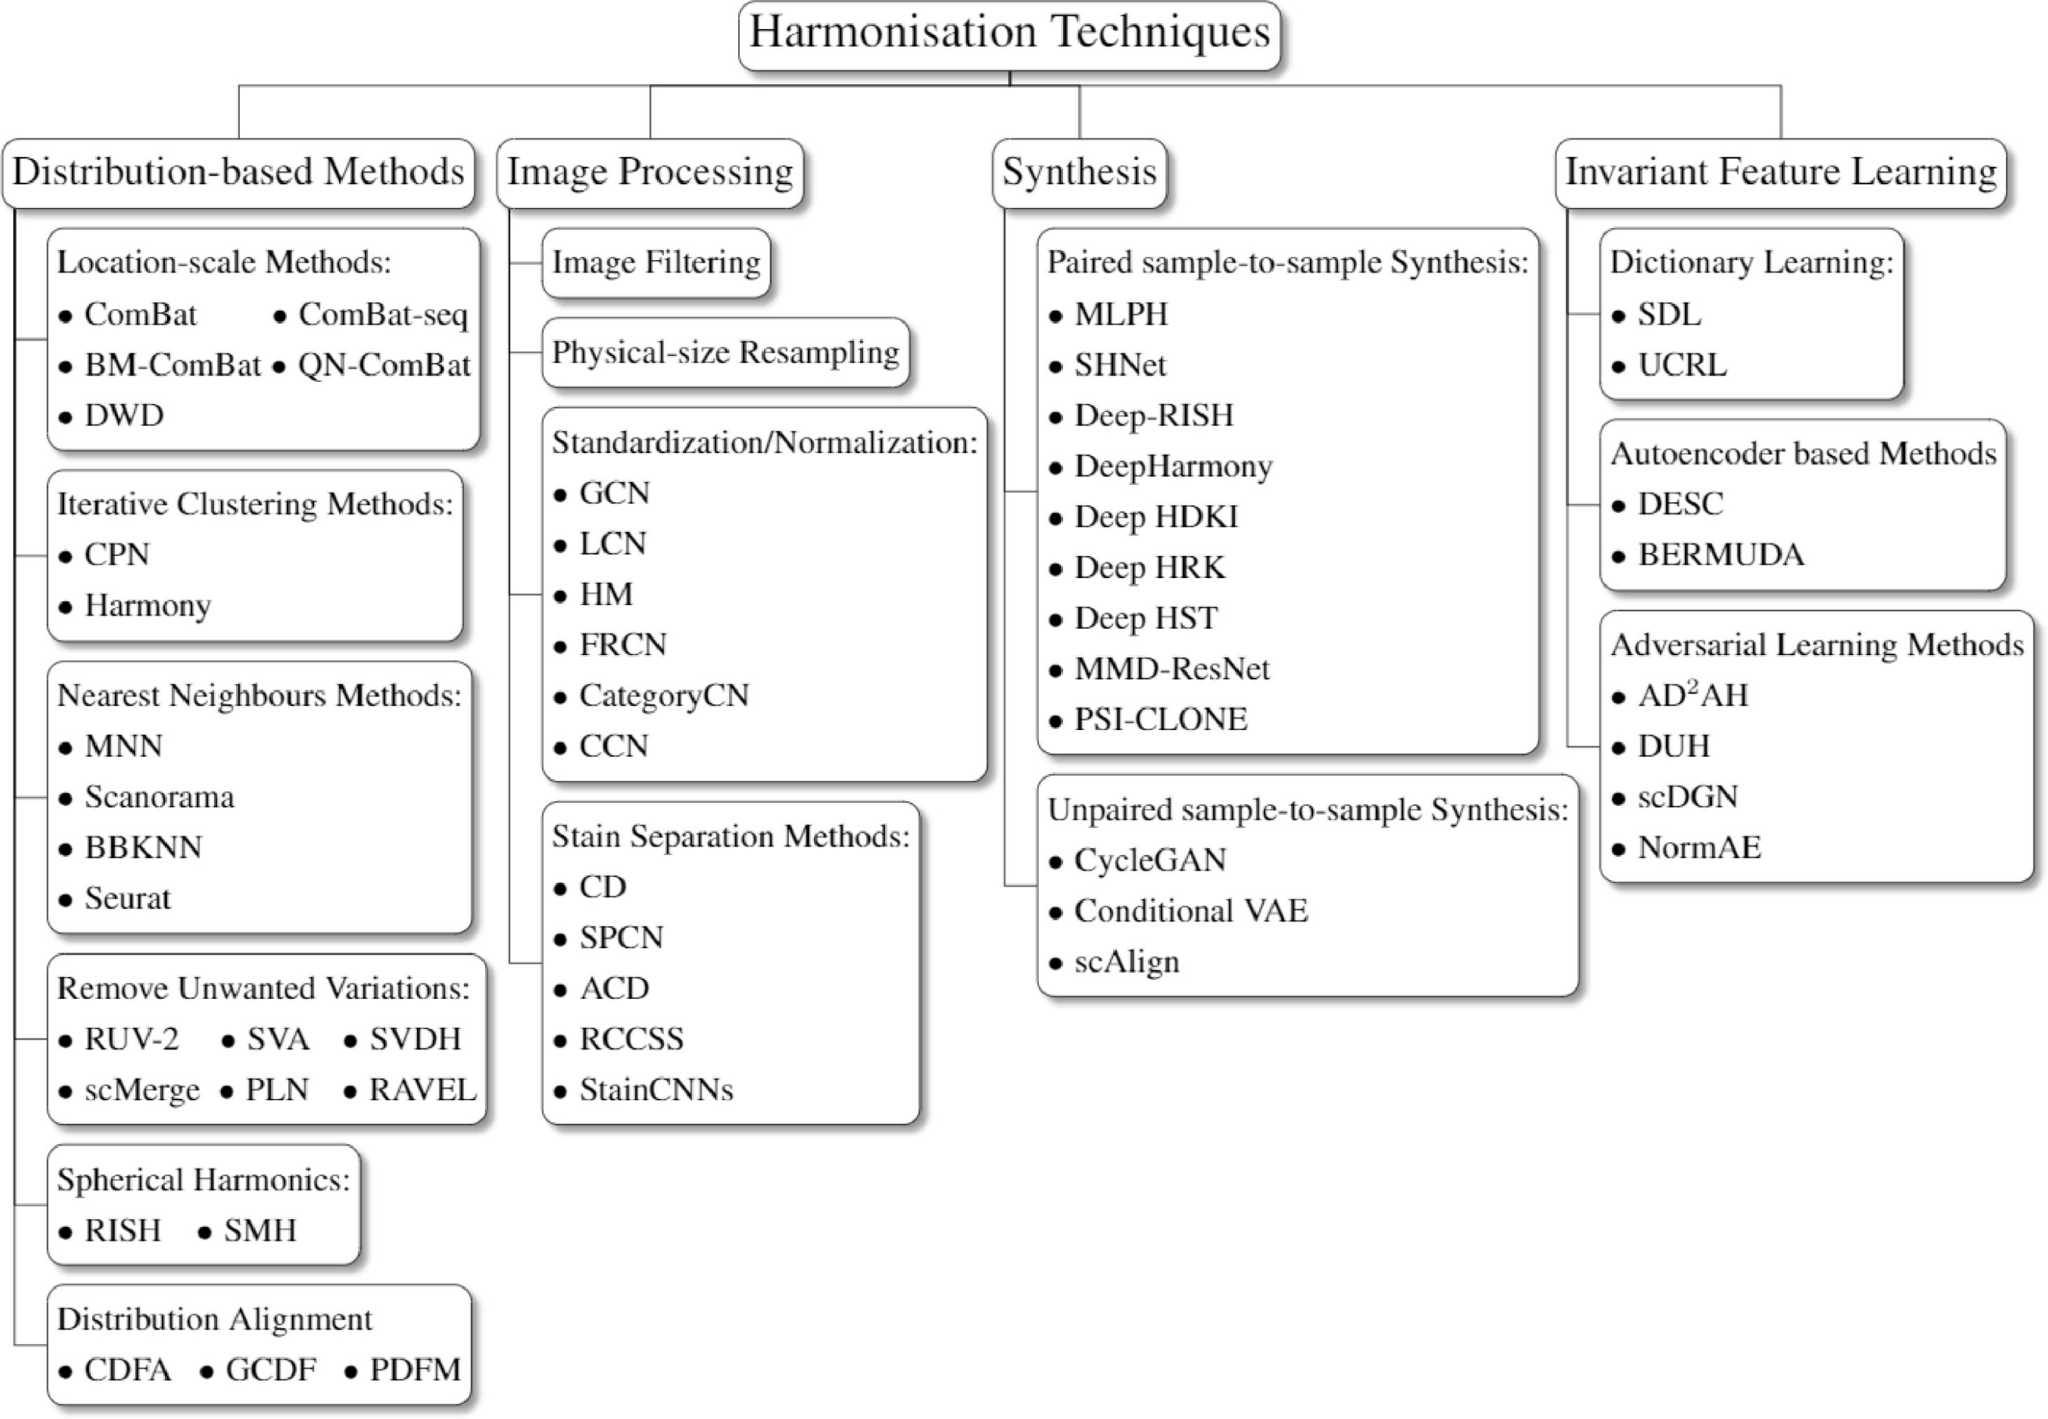 Harmonisation Techniques
Distribution-based Methods
Location-scale Methods:
• ComBat • ComBat-seq
• BM-ComBat • QN-ComBat
• DWD
Iterative Clustering Methods:
• CPN
• Harmony
Nearest Neighbours Methods:
• MNN
• Scanorama
• BBKNN
• Seurat
Remove Unwanted Variations:
• RUV-2 • SVA • SVDH
• scMerge • PLN • RAVEL
Spherical Harmonics:
• RISH • SMH
Distribution Alignment
• CDFA • GCDF • PDFM
Image Processing
Image Filtering
Physical-size Resampling
Standardization/Normalization:
• GCN
• LCN
• HM
• FRCN
• CategoryCN
• CCN
Stain Separation Methods:
• CD
• SPCN
• ACD
• RCCSS
• StainCNNs
Synthesis
Paired sample-to-sample Synthesis:
• MLPH
• SHNet
• Deep-RISH
• DeepHarmony
• Deep HDKI
• Deep HRK
• Deep HST
• MMD-ResNet
• PSI-CLONE
Unpaired sample-to-sample Synthesis:
• CycleGAN
• Conditional VAE
• scAlign
Invariant Feature Learning
Dictionary Learning:
• SDL
• UCRL
Autoencoder based Methods
• DESC
• BERMUDA
Adversarial Learning Methods
• AD²AH
• DUH
• scDGN
• NormAE